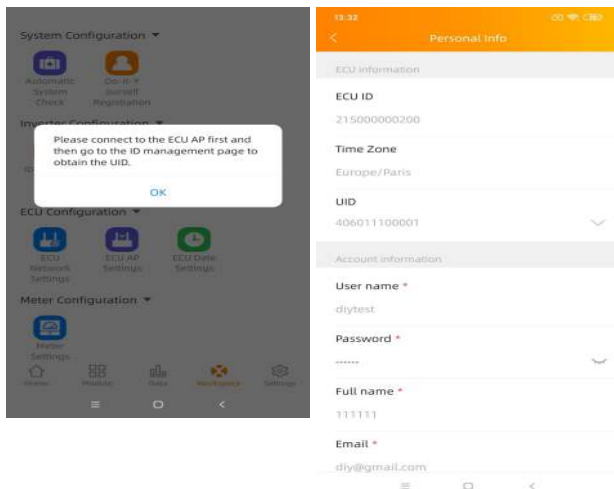 System Configuration
Automatic System Check
Do-It-Y ourself Registration
Inverter Configuration
Please connect to the ECU AP first and
then go to the ID management page to
obtain the UID.
OK
ECU Configuration
ECU Network Settings
ECU AP Settings
ECU Date Settings
Meter Configuration
Meter Settings
Home
Module
Data
Workspace
Settings
13:32
Personal Info
ECU information
ECU ID
215000000200
Time Zone
Europe/Paris
UID
406011100001
Account information
User name *
diytest
Password *
······
Full name *
111111
Email *
diy@gmail.com